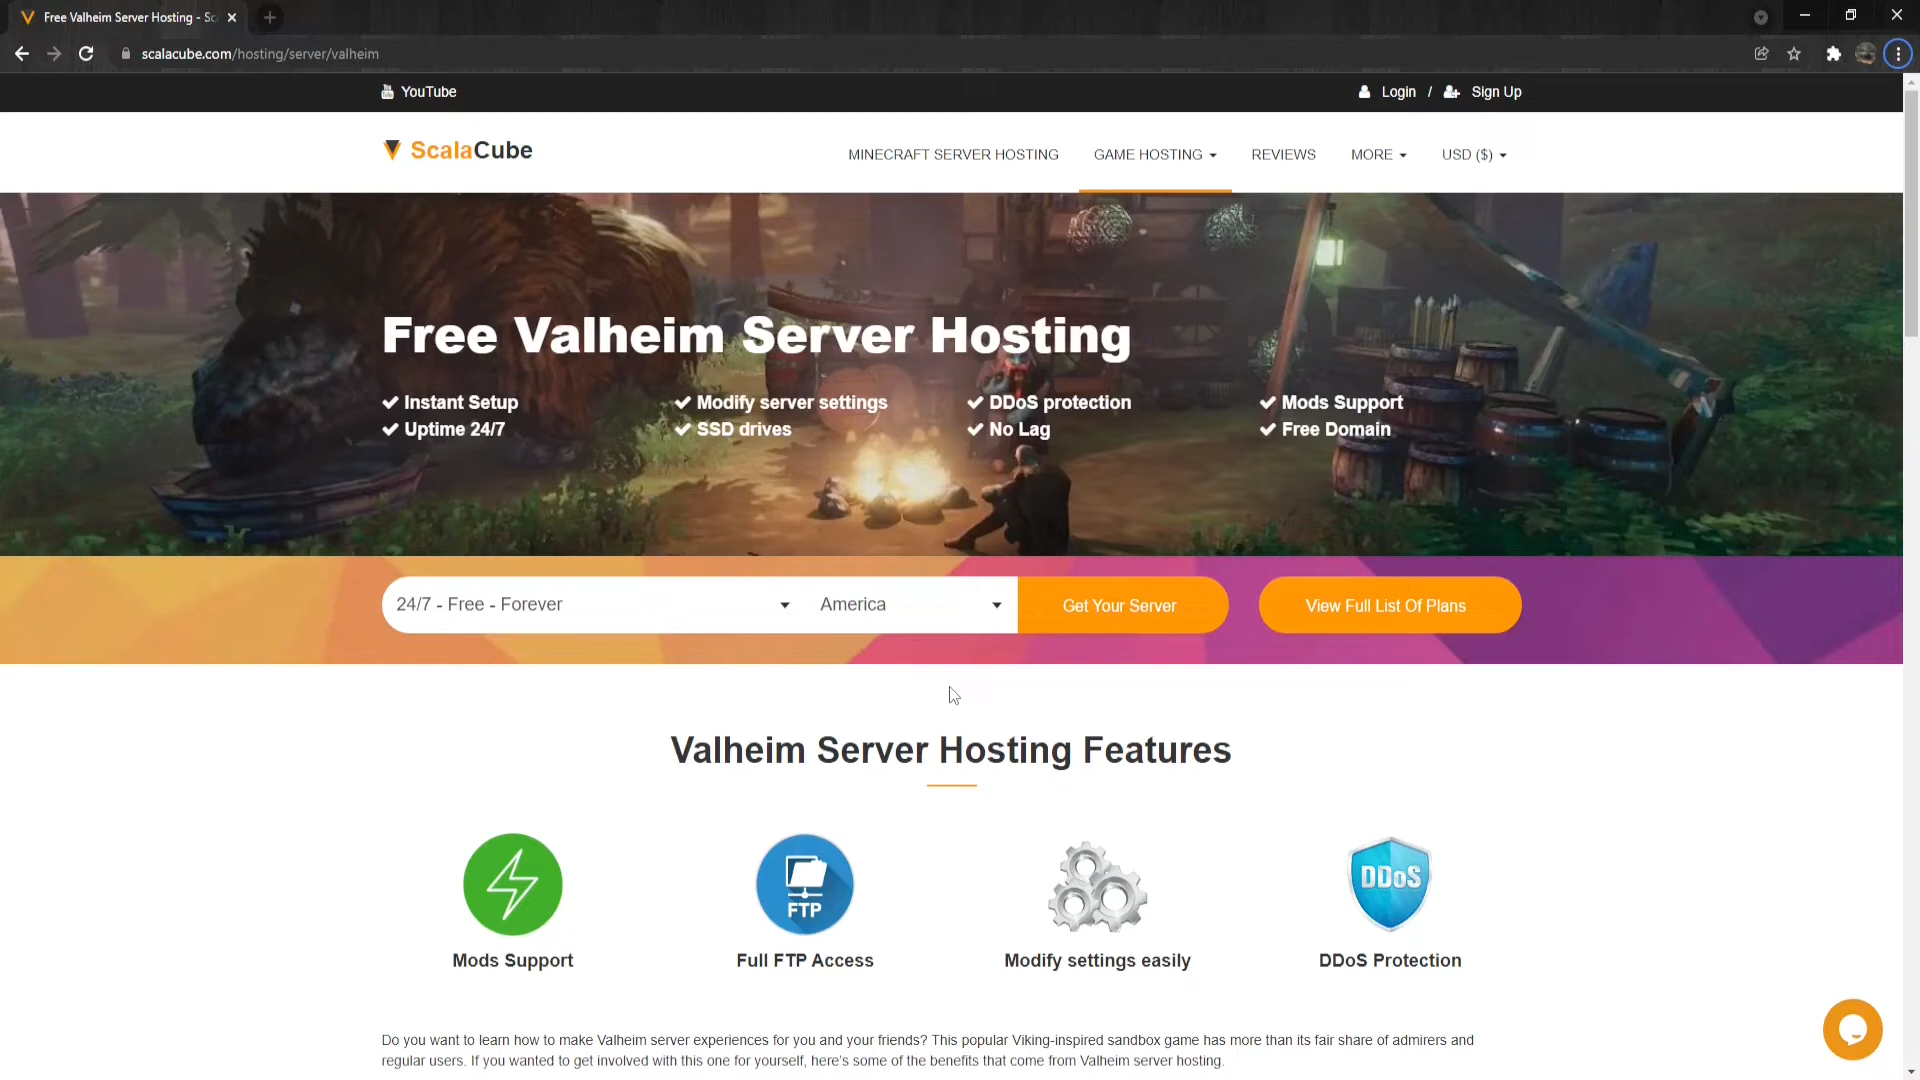 Free Valheim Server Hosting - Sc
scalacube.com/hosting/server/valheim
YouTube
Login / Sign Up
ScalaCube
MINECRAFT SERVER HOSTING
GAME HOSTING
REVIEWS
MORE
USD ($)
Free Valheim Server Hosting
Instant Setup
Modify server settings
DDoS protection
Mods Support
Uptime 24/7
SSD drives
No Lag
Free Domain
24/7 - Free - Forever
America
Get Your Server
View Full List Of Plans
Valheim Server Hosting Features
FTP
DDoS
Mods Support
Full FTP Access
Modify settings easily
DDoS Protection
Do you want to learn how to make Valheim server experiences for you and your friends? This popular Viking-inspired sandbox game has more than its fair share of admirers and
regular users. If you wanted to get involved with this one for yourself, here's some of the benefits that come from Valheim server hosting.